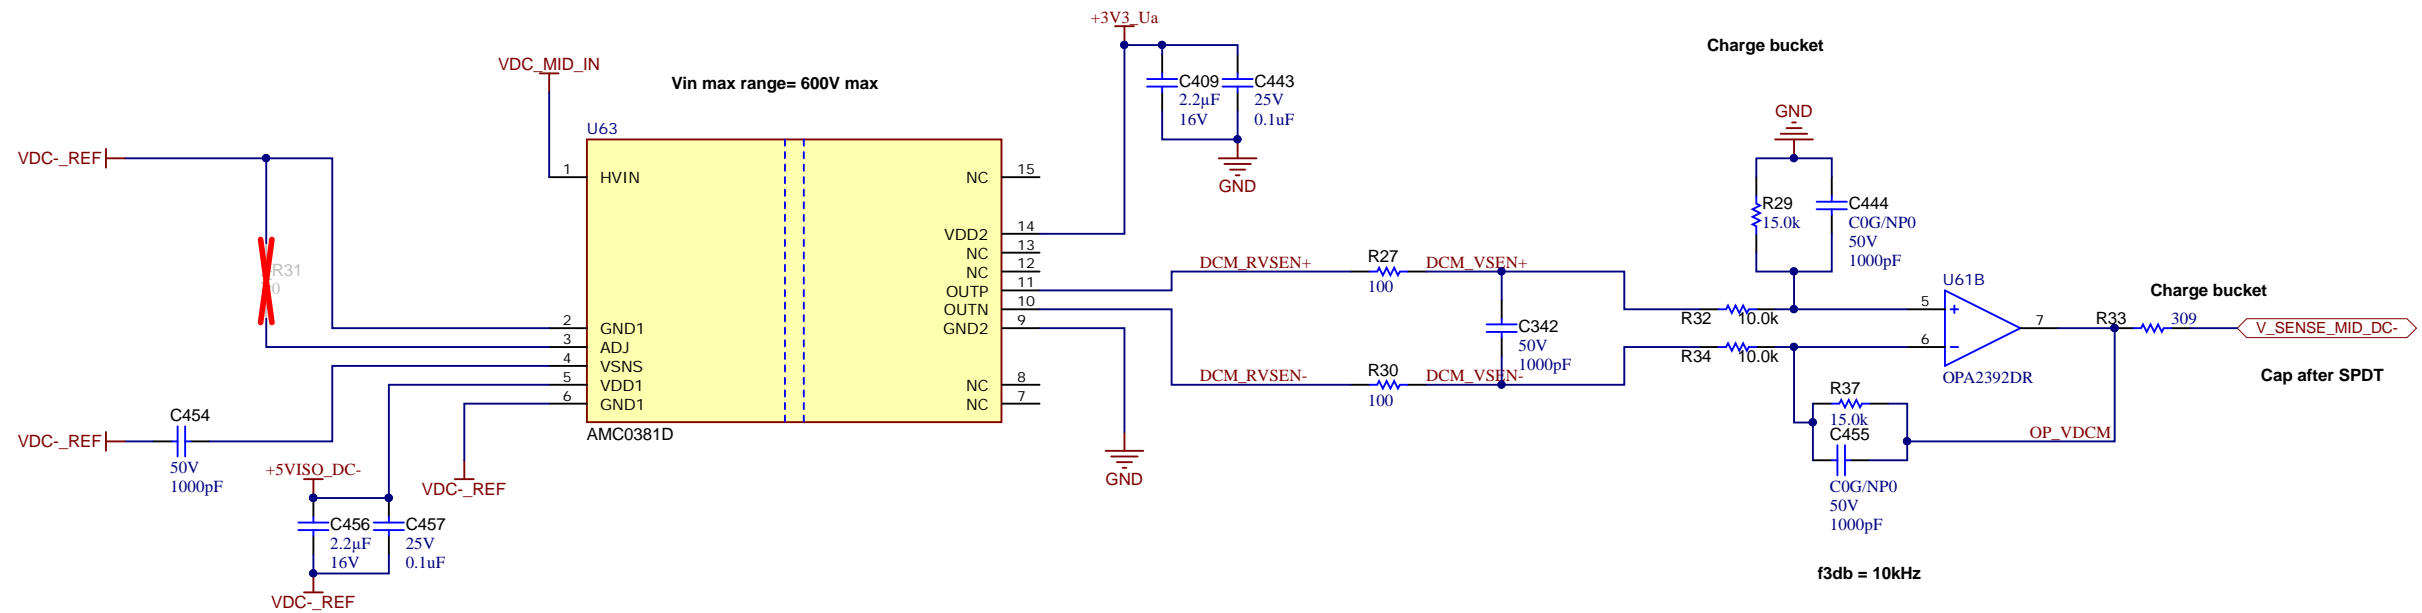 +3V3_Ua
Charge bucket
VDC_MID_IN
Vin max range= 600V max
C409
2.2µF
16V
C443
25V
0.1uF
GND
GND
U63
VDC-_REF
1
HVIN
NC
15
R31
0
VDD2
14
NC
13
NC
12
OUTP
11
OUTN
10
GND2
9
NC
8
NC
7
2
GND1
3
ADJ
4
VSNS
5
VDD1
6
GND1
AMC0381D
DCM_RVSEN+
R27
100
DCM_VSEN+
C342
50V
1000pF
DCM_RVSEN-
R30
100
DCM_VSEN-
R29
15.0k
C444
C0G/NP0
50V
1000pF
R32
10.0k
R34
10.0k
U61B
5
+
6
−
7
OPA2392DR
Charge bucket
R33
309
V_SENSE_MID_DC-
Cap after SPDT
R37
15.0k
C455
C0G/NP0
50V
1000pF
OP_VDCM
f3db = 10kHz
GND
C454
VDC-_REF
50V
1000pF
+5VISO_DC-
VDC-_REF
C456
2.2µF
16V
C457
25V
0.1uF
VDC-_REF